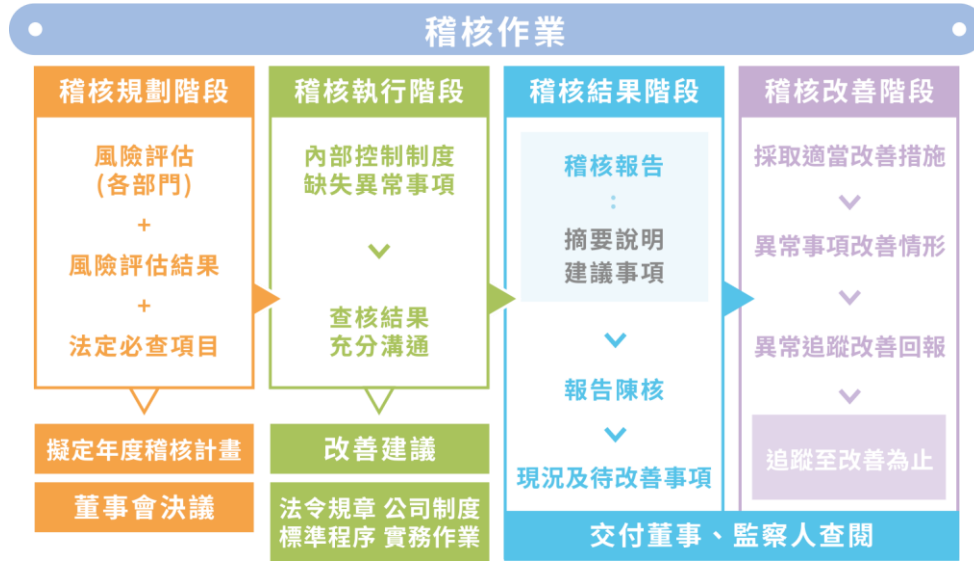 稽核作業
稽核規劃階段
風險評估
(各部門)
+
風險評估結果
+
法定必查項目
擬定年度稽核計畫
董事會決議
稽核執行階段
內部控制制度
缺失異常事項
查核結果
充分溝通
改善建議
法令規章 公司制度
標準程序 實務作業
稽核結果階段
稽核報告
:
摘要說明
建議事項
報告陳核
現況及待改善事項
稽核改善階段
採取適當改善措施
異常事項改善情形
異常追蹤改善回報
追蹤至改善為止
交付董事、監察人查閱